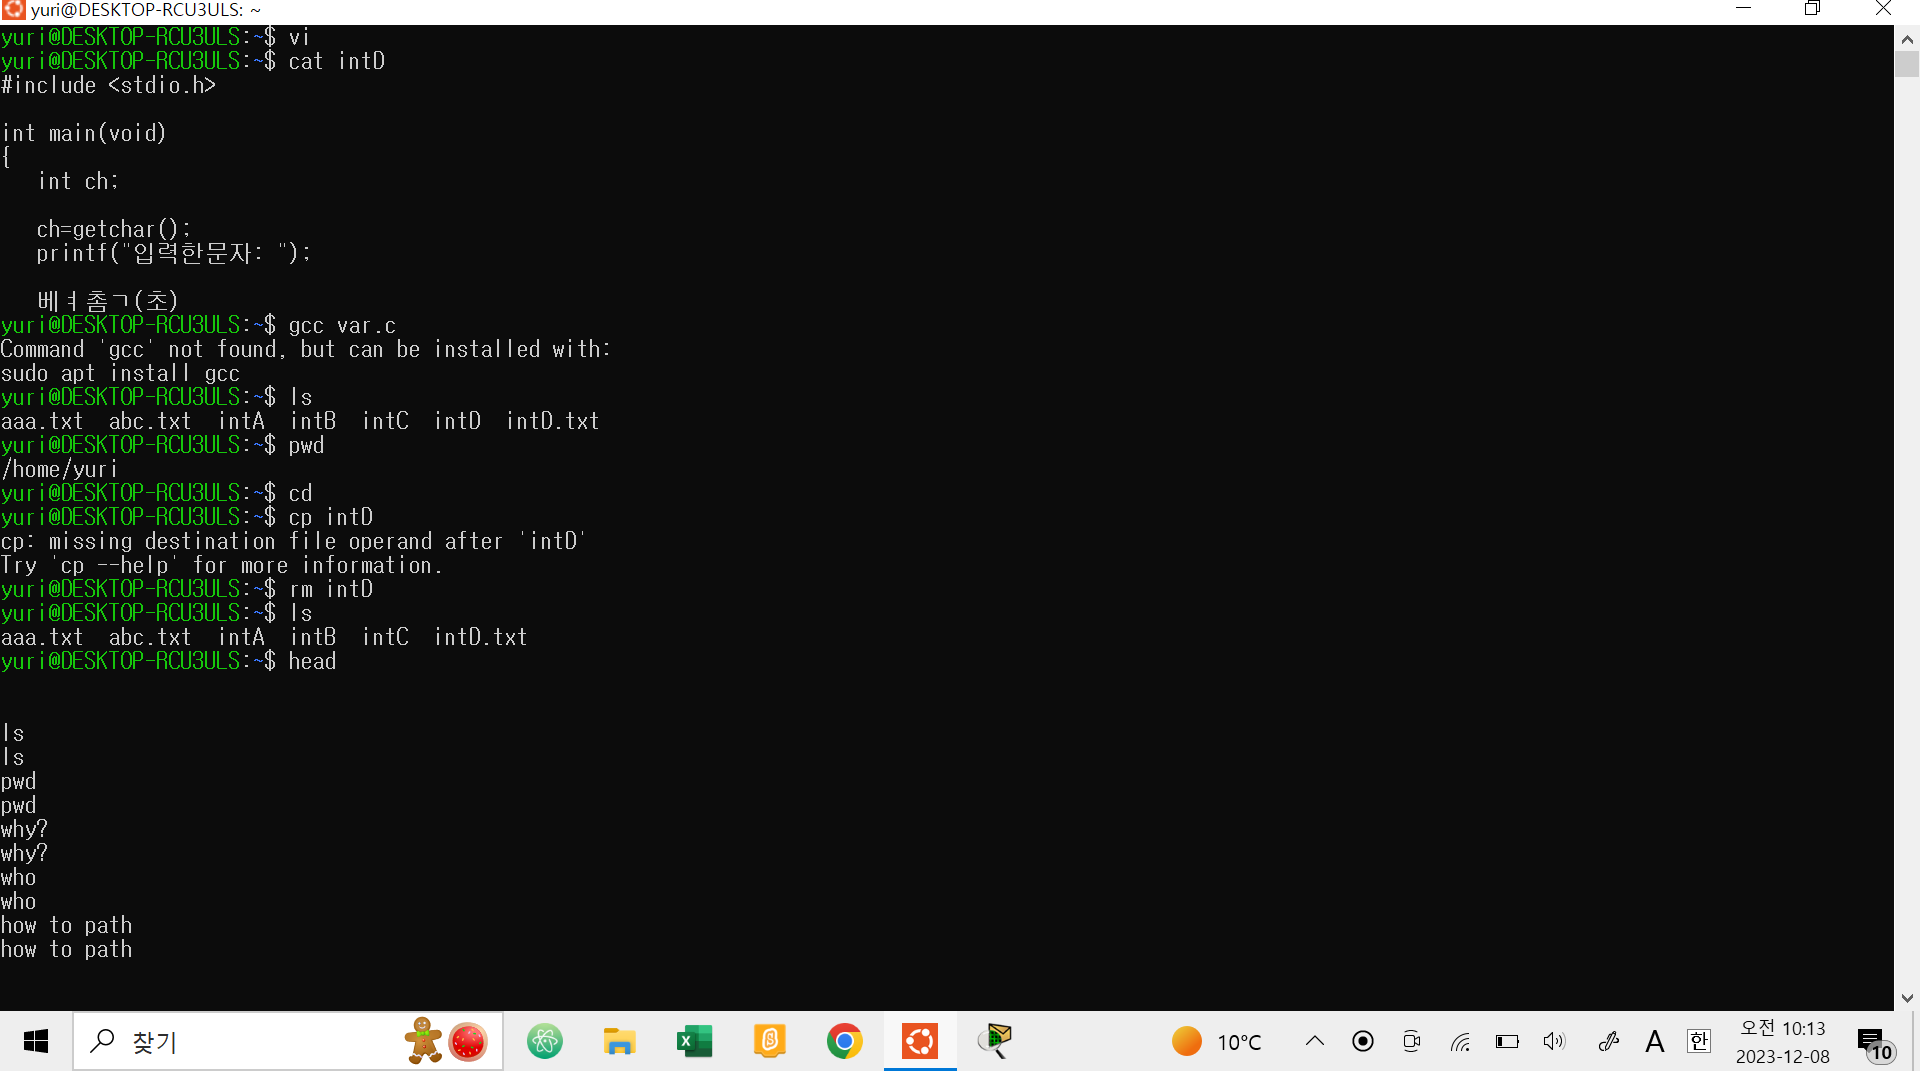 yuri@DESKTOP-RCU3ULS: ~
yuri@DESKTOP-RCU3ULS:~$ vi
yuri@DESKTOP-RCU3ULS:~$ cat intD
#include <stdio.h>
int main(void)
{
int ch;
ch=getchar();
printf("입력한문자: ");
베ㅕ촘ㄱ(초)
yuri@DESKTOP-RCU3ULS:~$ gcc var.c
Command 'gcc' not found, but can be installed with:
sudo apt install gcc
yuri@DESKTOP-RCU3ULS:~$ ls
aaa.txt  abc.txt  intA  intB  intC  intD  intD.txt
yuri@DESKTOP-RCU3ULS:~$ pwd
/home/yuri
yuri@DESKTOP-RCU3ULS:~$ cd
yuri@DESKTOP-RCU3ULS:~$ cp intD
cp: missing destination file operand after 'intD'
Try 'cp --help' for more information.
yuri@DESKTOP-RCU3ULS:~$ rm intD
yuri@DESKTOP-RCU3ULS:~$ ls
aaa.txt  abc.txt  intA  intB  intC  intD.txt
yuri@DESKTOP-RCU3ULS:~$ head
ls
ls
pwd
pwd
why?
why?
who
who
how to path
how to path
찾기
10°C
A
한
오전 10:13
2023-12-08
10